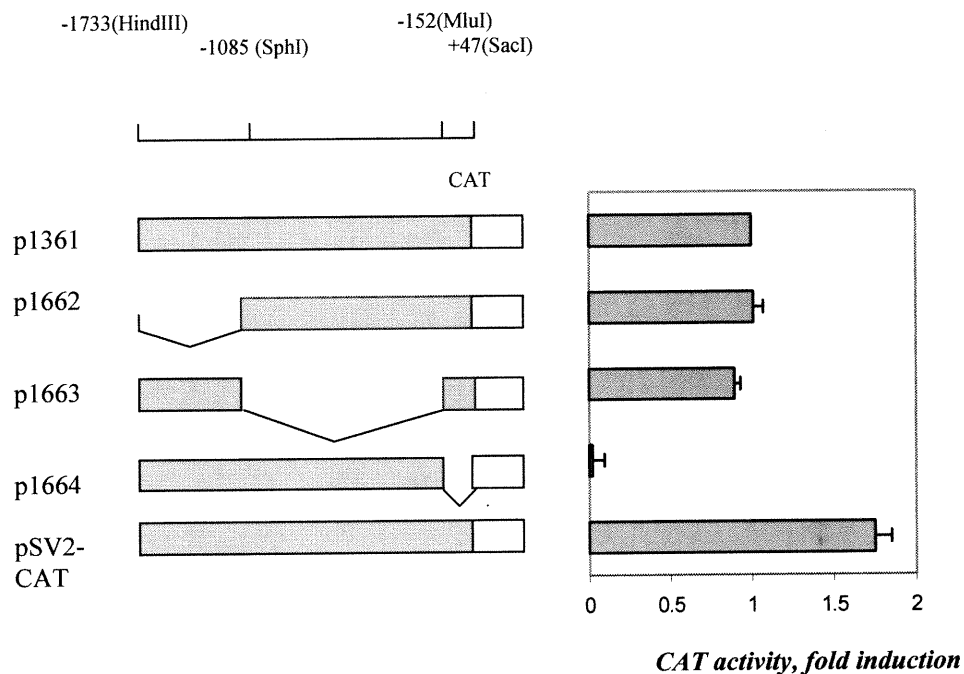 -1733(HindIII)
-152(MluI)
-1085 (SphI)
+47(SacI)
CAT
p1361
p1662
p1663
p1664
pSV2-
CAT
0 0.5 1 1.5 2
CAT activity, fold induction